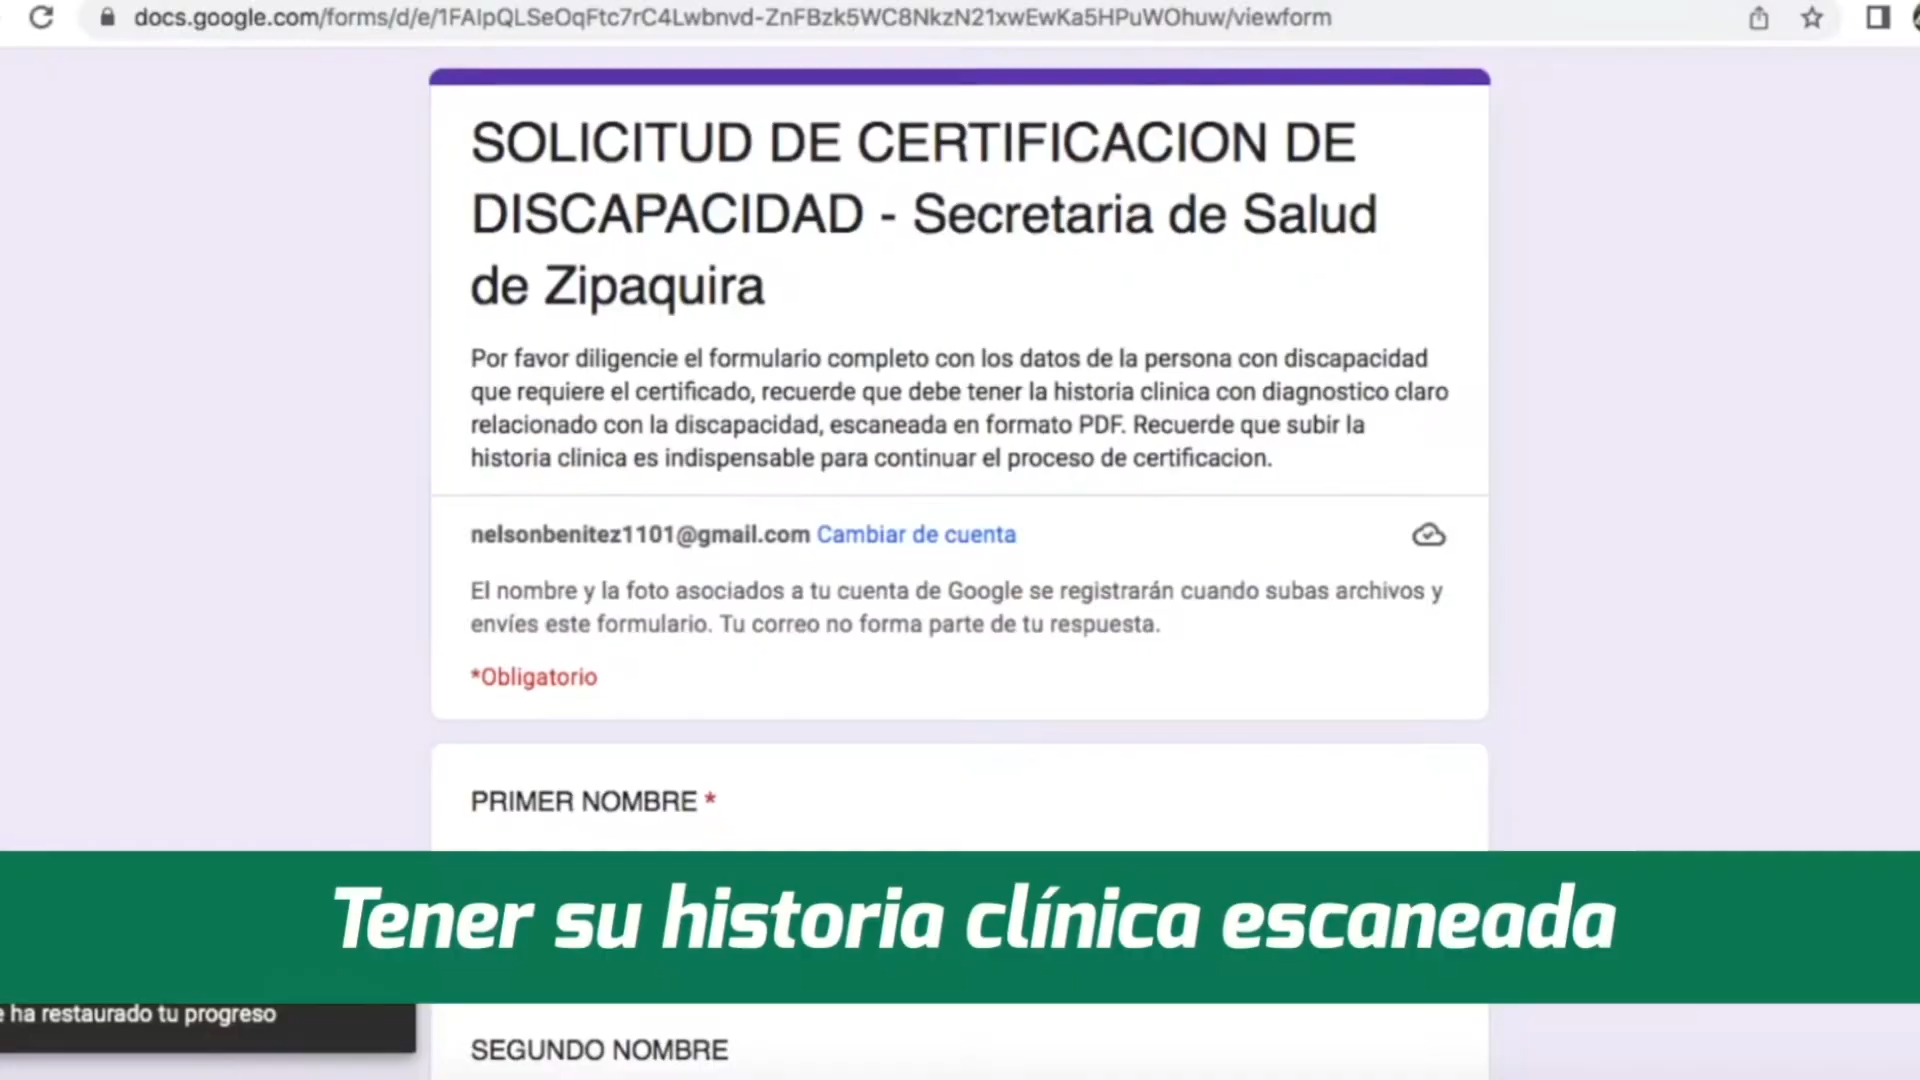 docs.google.com/forms/d/e/1FAIpQLSeOqFtc7rC4Lwbnvd-ZnFBzk5WC8NkzN21xwEwKa5HPuWOhuw/viewform
SOLICITUD DE CERTIFICACION DE
DISCAPACIDAD - Secretaria de Salud
de Zipaquira
Por favor diligencie el formulario completo con los datos de la persona con discapacidad
que requiere el certificado, recuerde que debe tener la historia clinica con diagnostico claro
relacionado con la discapacidad, escaneada en formato PDF. Recuerde que subir la
historia clinica es indispensable para continuar el proceso de certificacion.
nelsonbenitez1101@gmail.com Cambiar de cuenta
El nombre y la foto asociados a tu cuenta de Google se registrarán cuando subas archivos y
envíes este formulario. Tu correo no forma parte de tu respuesta.
*Obligatorio
PRIMER NOMBRE *
Tener su historia clínica escaneada
ha restaurado tu progreso
SEGUNDO NOMBRE